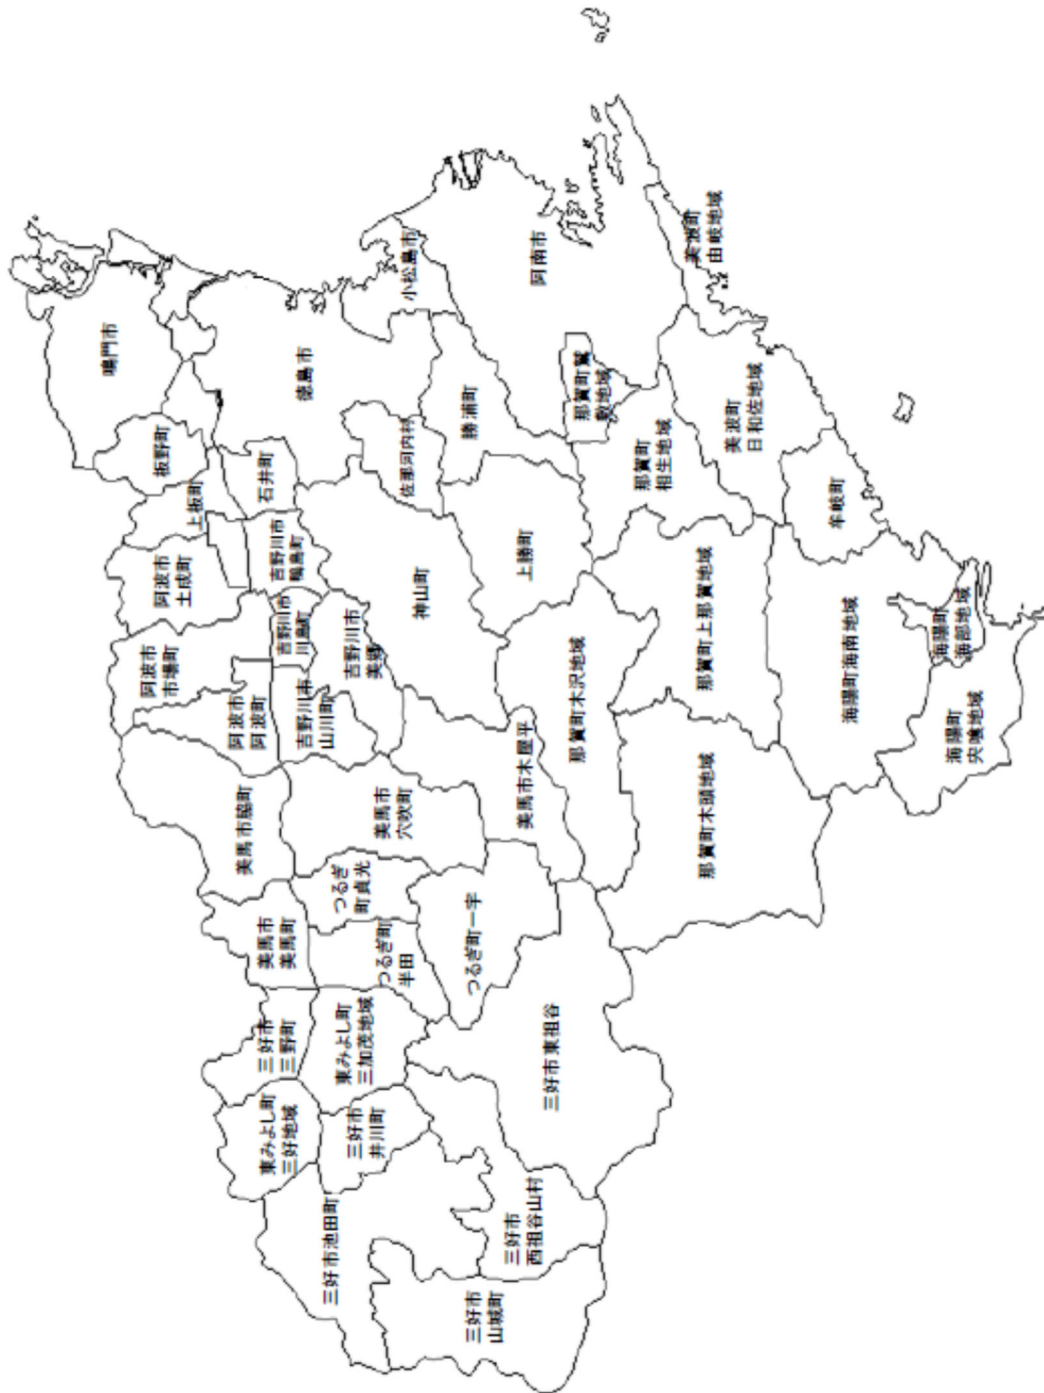 鳴門市
板野町
上板町
阿波市
土成町
阿波市
市場町
阿波市
阿波町
美馬市脇町
美馬市
美馬町
三好市
三野町
東みよし町
三好地域
三好市池田町
徳島市
石井町
吉野川市
鴨島町
吉野川市
川島町
吉野川市
山川町
吉野川市
美郷
美馬市
穴吹町
つるぎ
町貞光
つるぎ町
半田
東みよし町
三加茂地域
三好市
井川町
小松島市
佐那河内村
神山町
勝浦町
上勝町
美馬市木屋平
つるぎ町一宇
三好市東祖谷
三好市
西祖谷山村
三好市
山城町
阿南市
那賀町鷲
敷地域
那賀町
相生地域
那賀町木沢地域
那賀町上那賀地域
那賀町木頭地域
美波町
由岐地域
美波町
日和佐地域
牟岐町
海陽町海南地域
海陽町
海部地域
海陽町
宍喰地域